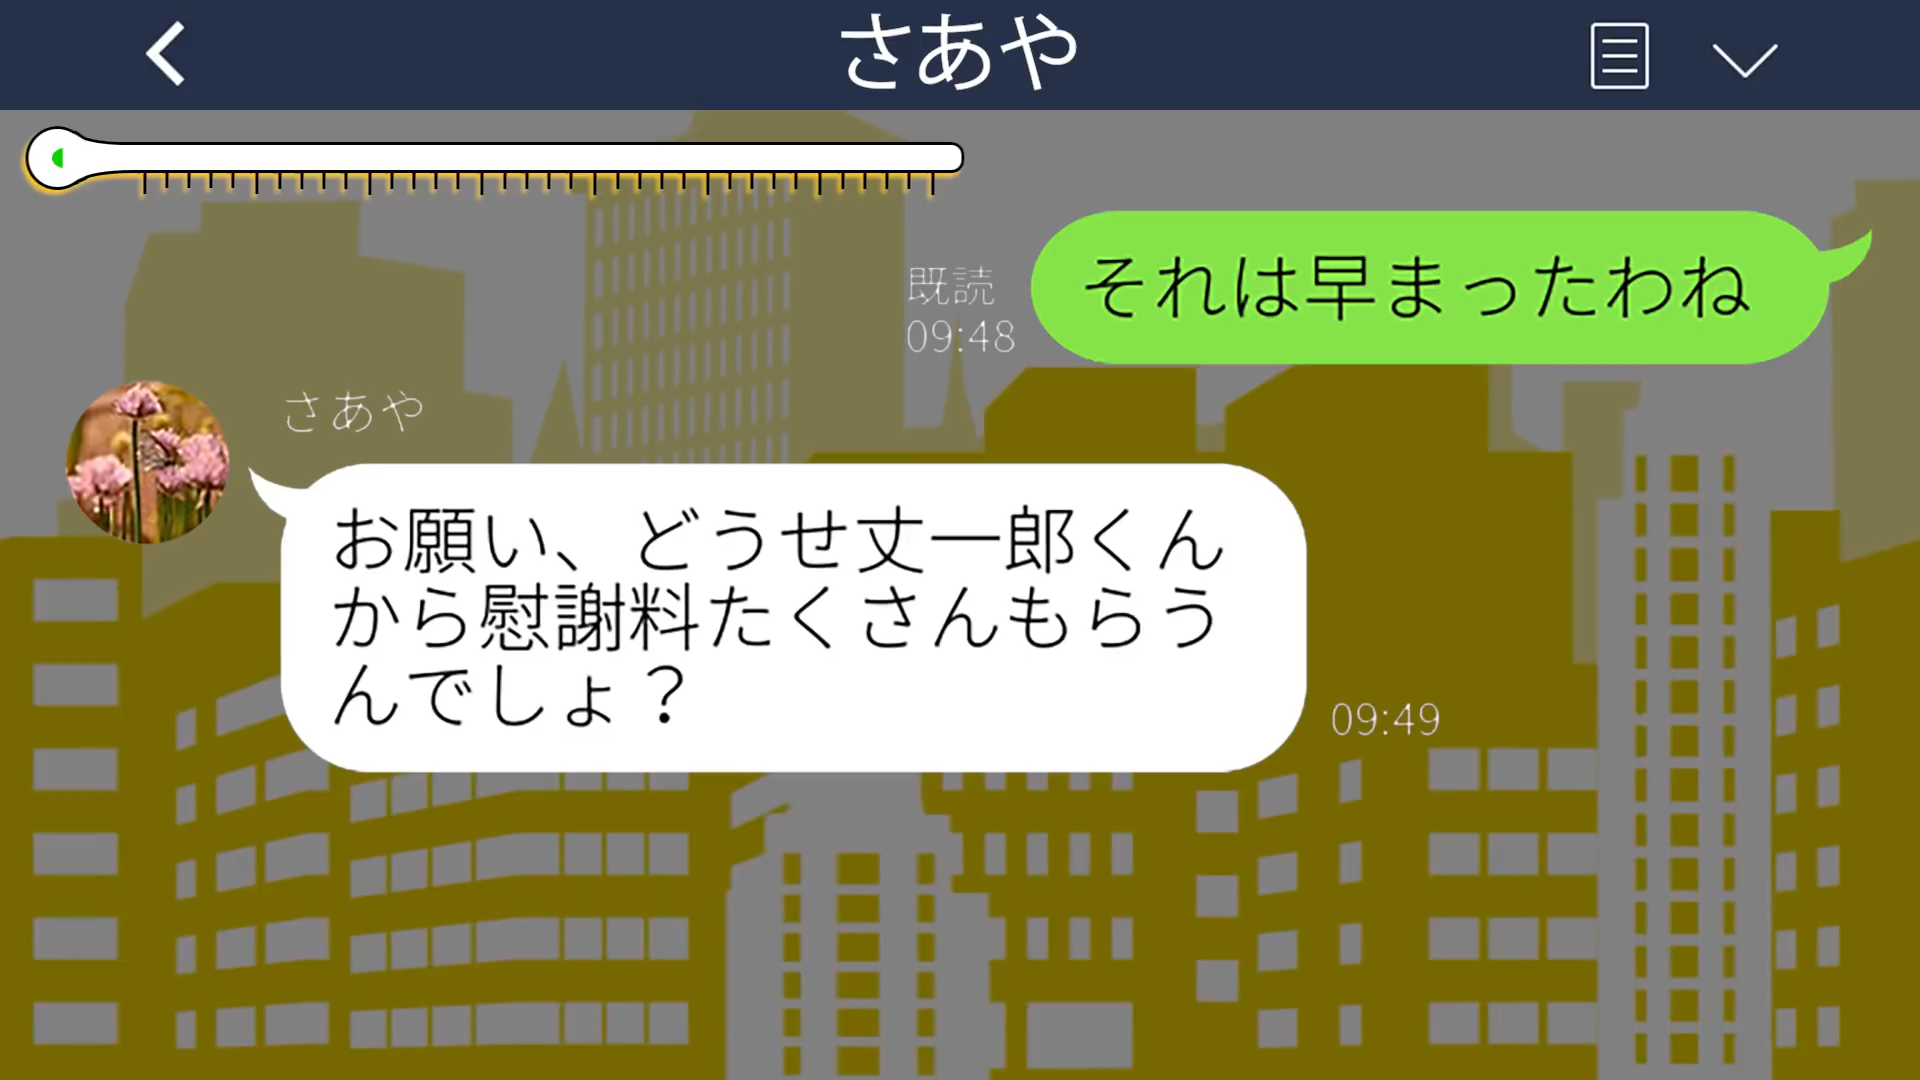 さあや
それは早まったわね
既読
09:48
さあや
お願い、どうせ丈一郎くん
から慰謝料たくさんもらう
んでしょ？
09:49